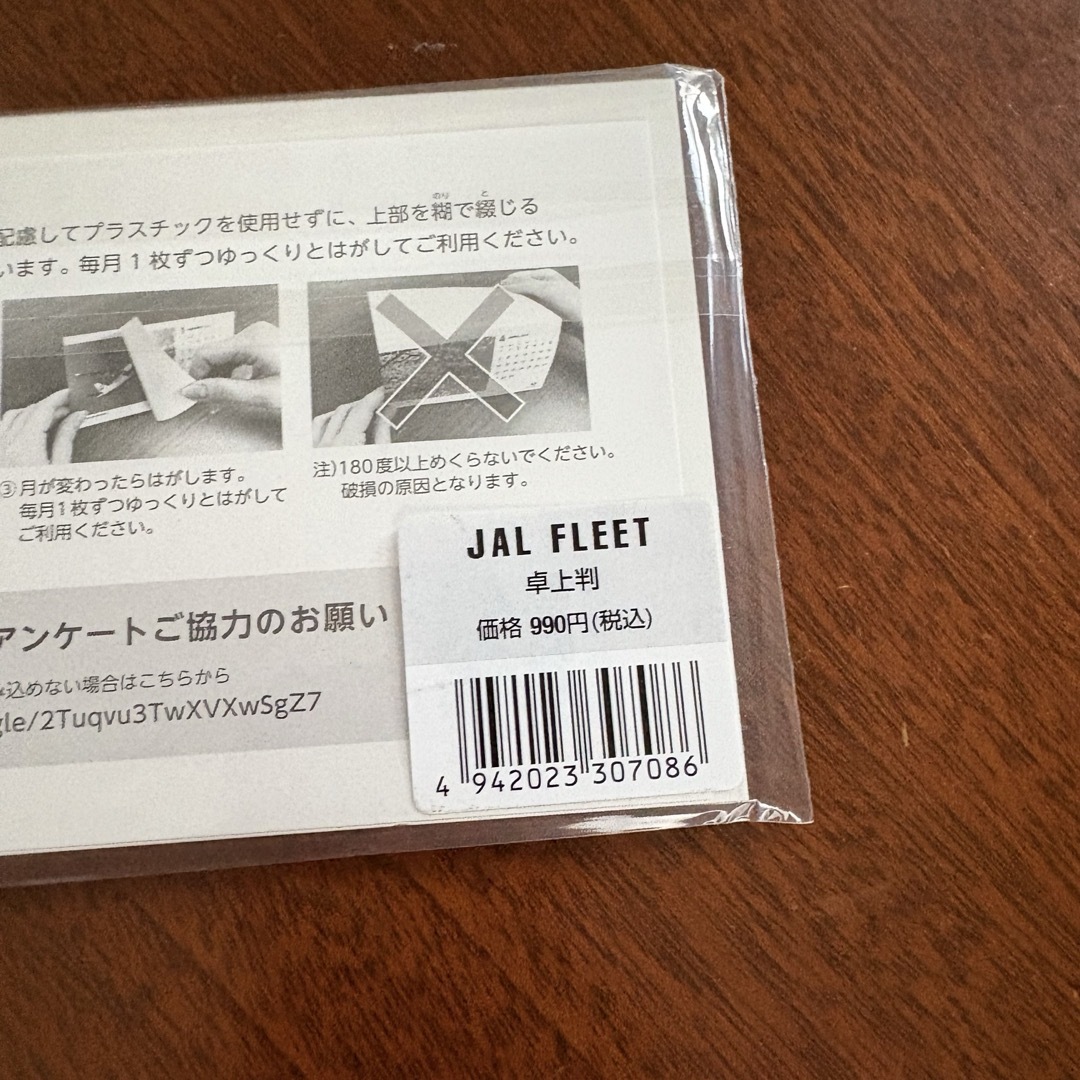 配慮してプラスチックを使用せずに、上部を糊で綴じる
のり と
います。毎月1枚ずつゆっくりとはがしてご利用ください。
③月が変わったらはがします。
毎月1枚ずつゆっくりとはがして
ご利用ください。
注)180度以上めくらないでください。
破損の原因となります。
アンケートご協力のお願い
込めない場合はこちらから
gle/2Tuqvu3TwXVXwSgZ7
JAL FLEET
卓上判
価格 990円(税込)
4 942023 307086